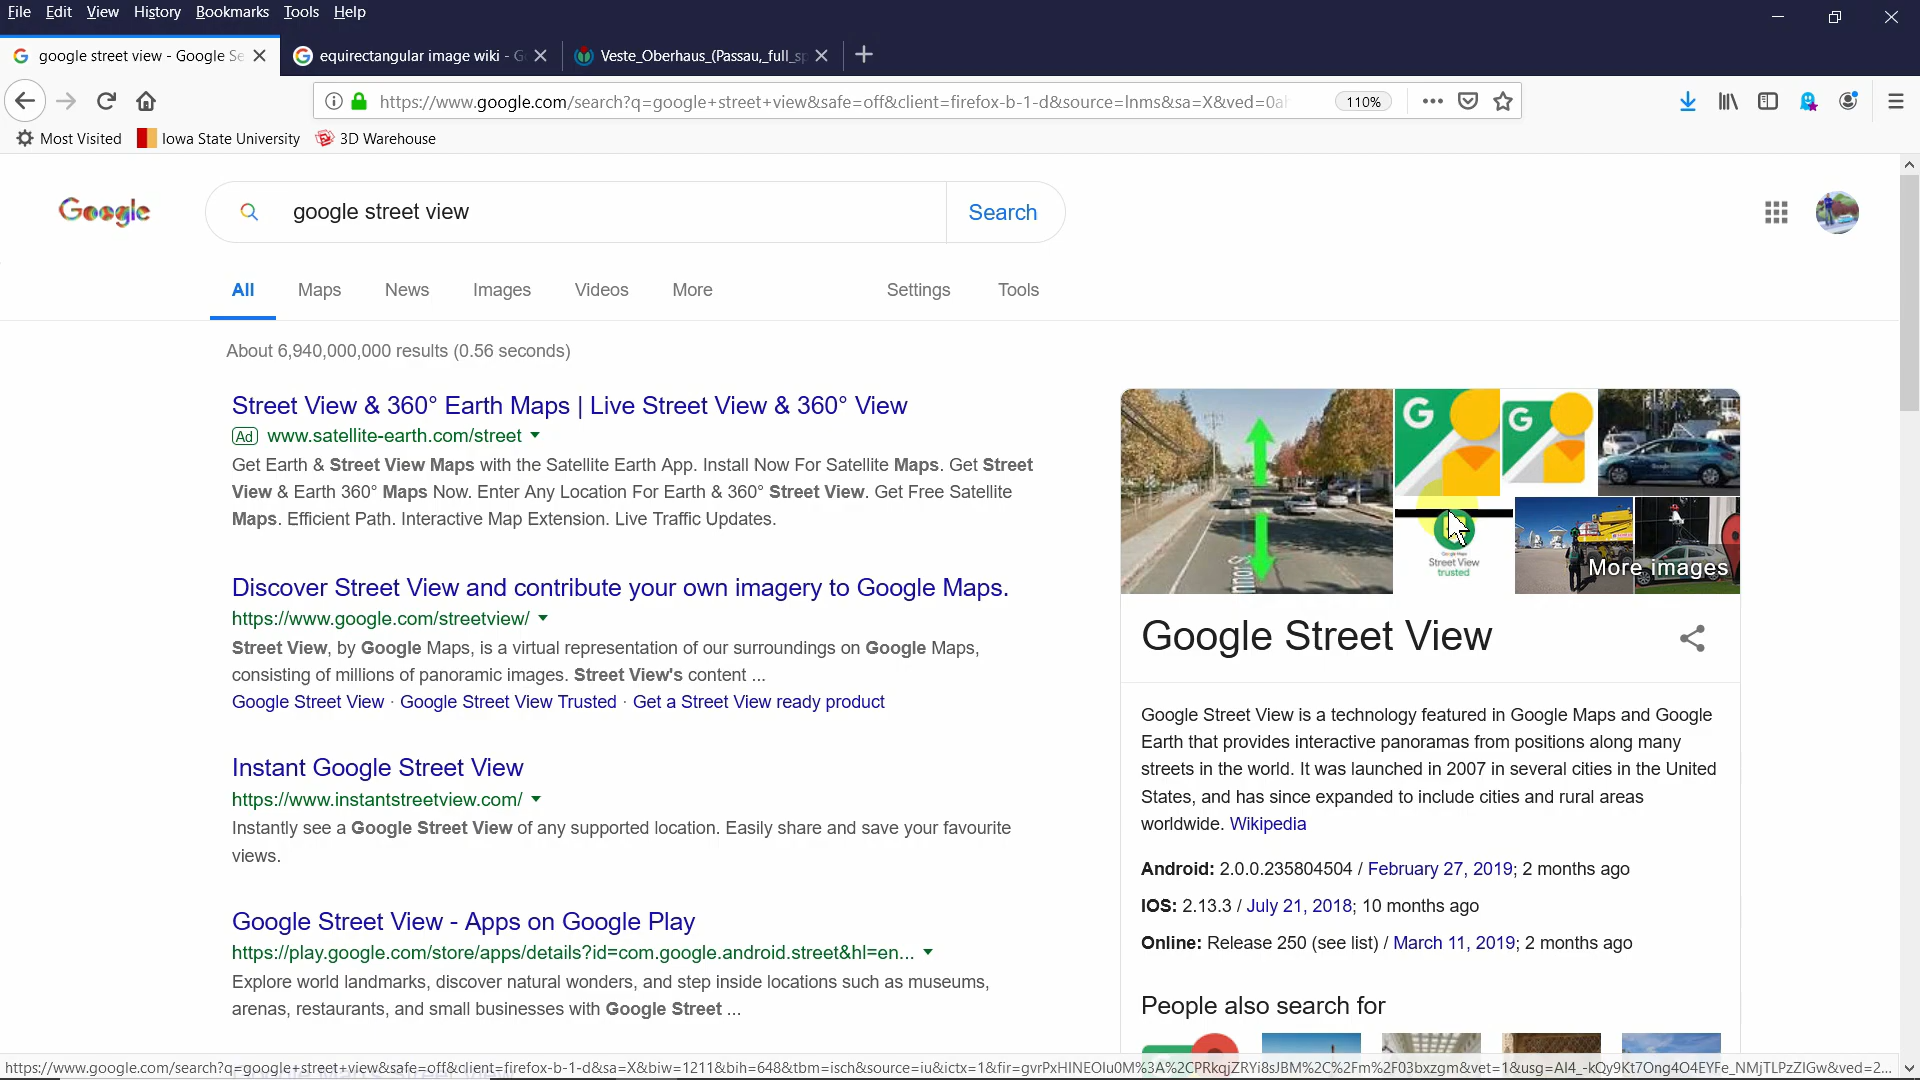 File Edit View History Bookmarks Tools Help
google street view - Google Se
equirectangular image wiki - G
Veste_Oberhaus_(Passau,_full_sp
https://www.google.com/search?q=google+street+view&safe=off&client=firefox-b-1-d&source=lnms&sa=X&ved=0ah
110%
Most Visited Iowa State University 3D Warehouse
Google
google street view
Search
All Maps News Images Videos More Settings Tools
About 6,940,000,000 results (0.56 seconds)
Street View & 360° Earth Maps | Live Street View & 360° View
Ad www.satellite-earth.com/street
Get Earth & Street View Maps with the Satellite Earth App. Install Now For Satellite Maps. Get Street
View & Earth 360° Maps Now. Enter Any Location For Earth & 360° Street View. Get Free Satellite
Maps. Efficient Path. Interactive Map Extension. Live Traffic Updates.
Discover Street View and contribute your own imagery to Google Maps.
https://www.google.com/streetview/
Street View, by Google Maps, is a virtual representation of our surroundings on Google Maps,
consisting of millions of panoramic images. Street View's content ...
Google Street View · Google Street View Trusted · Get a Street View ready product
Instant Google Street View
https://www.instantstreetview.com/
Instantly see a Google Street View of any supported location. Easily share and save your favourite
views.
Google Street View - Apps on Google Play
https://play.google.com/store/apps/details?id=com.google.android.street&hl=en...
Explore world landmarks, discover natural wonders, and step inside locations such as museums,
arenas, restaurants, and small businesses with Google Street ...
G
G
Google Maps
Street View
trusted
More images
Google Street View
Google Street View is a technology featured in Google Maps and Google
Earth that provides interactive panoramas from positions along many
streets in the world. It was launched in 2007 in several cities in the United
States, and has since expanded to include cities and rural areas
worldwide. Wikipedia
Android: 2.0.0.235804504 / February 27, 2019; 2 months ago
IOS: 2.13.3 / July 21, 2018; 10 months ago
Online: Release 250 (see list) / March 11, 2019; 2 months ago
People also search for
https://www.google.com/search?q=google+street+view&safe=off&client=firefox-b-1-d&sa=X&biw=1211&bih=648&tbm=isch&source=iu&ictx=1&fir=gvrPxHINEOIu0M%3A%2CPRkqjZRYi8sJBM%2C%2Fm%2F03bxzgm&vet=1&usg=AI4_-kQy9Kt7Ong4O4EYFe_NMjTLPzZIGw&ved=2...